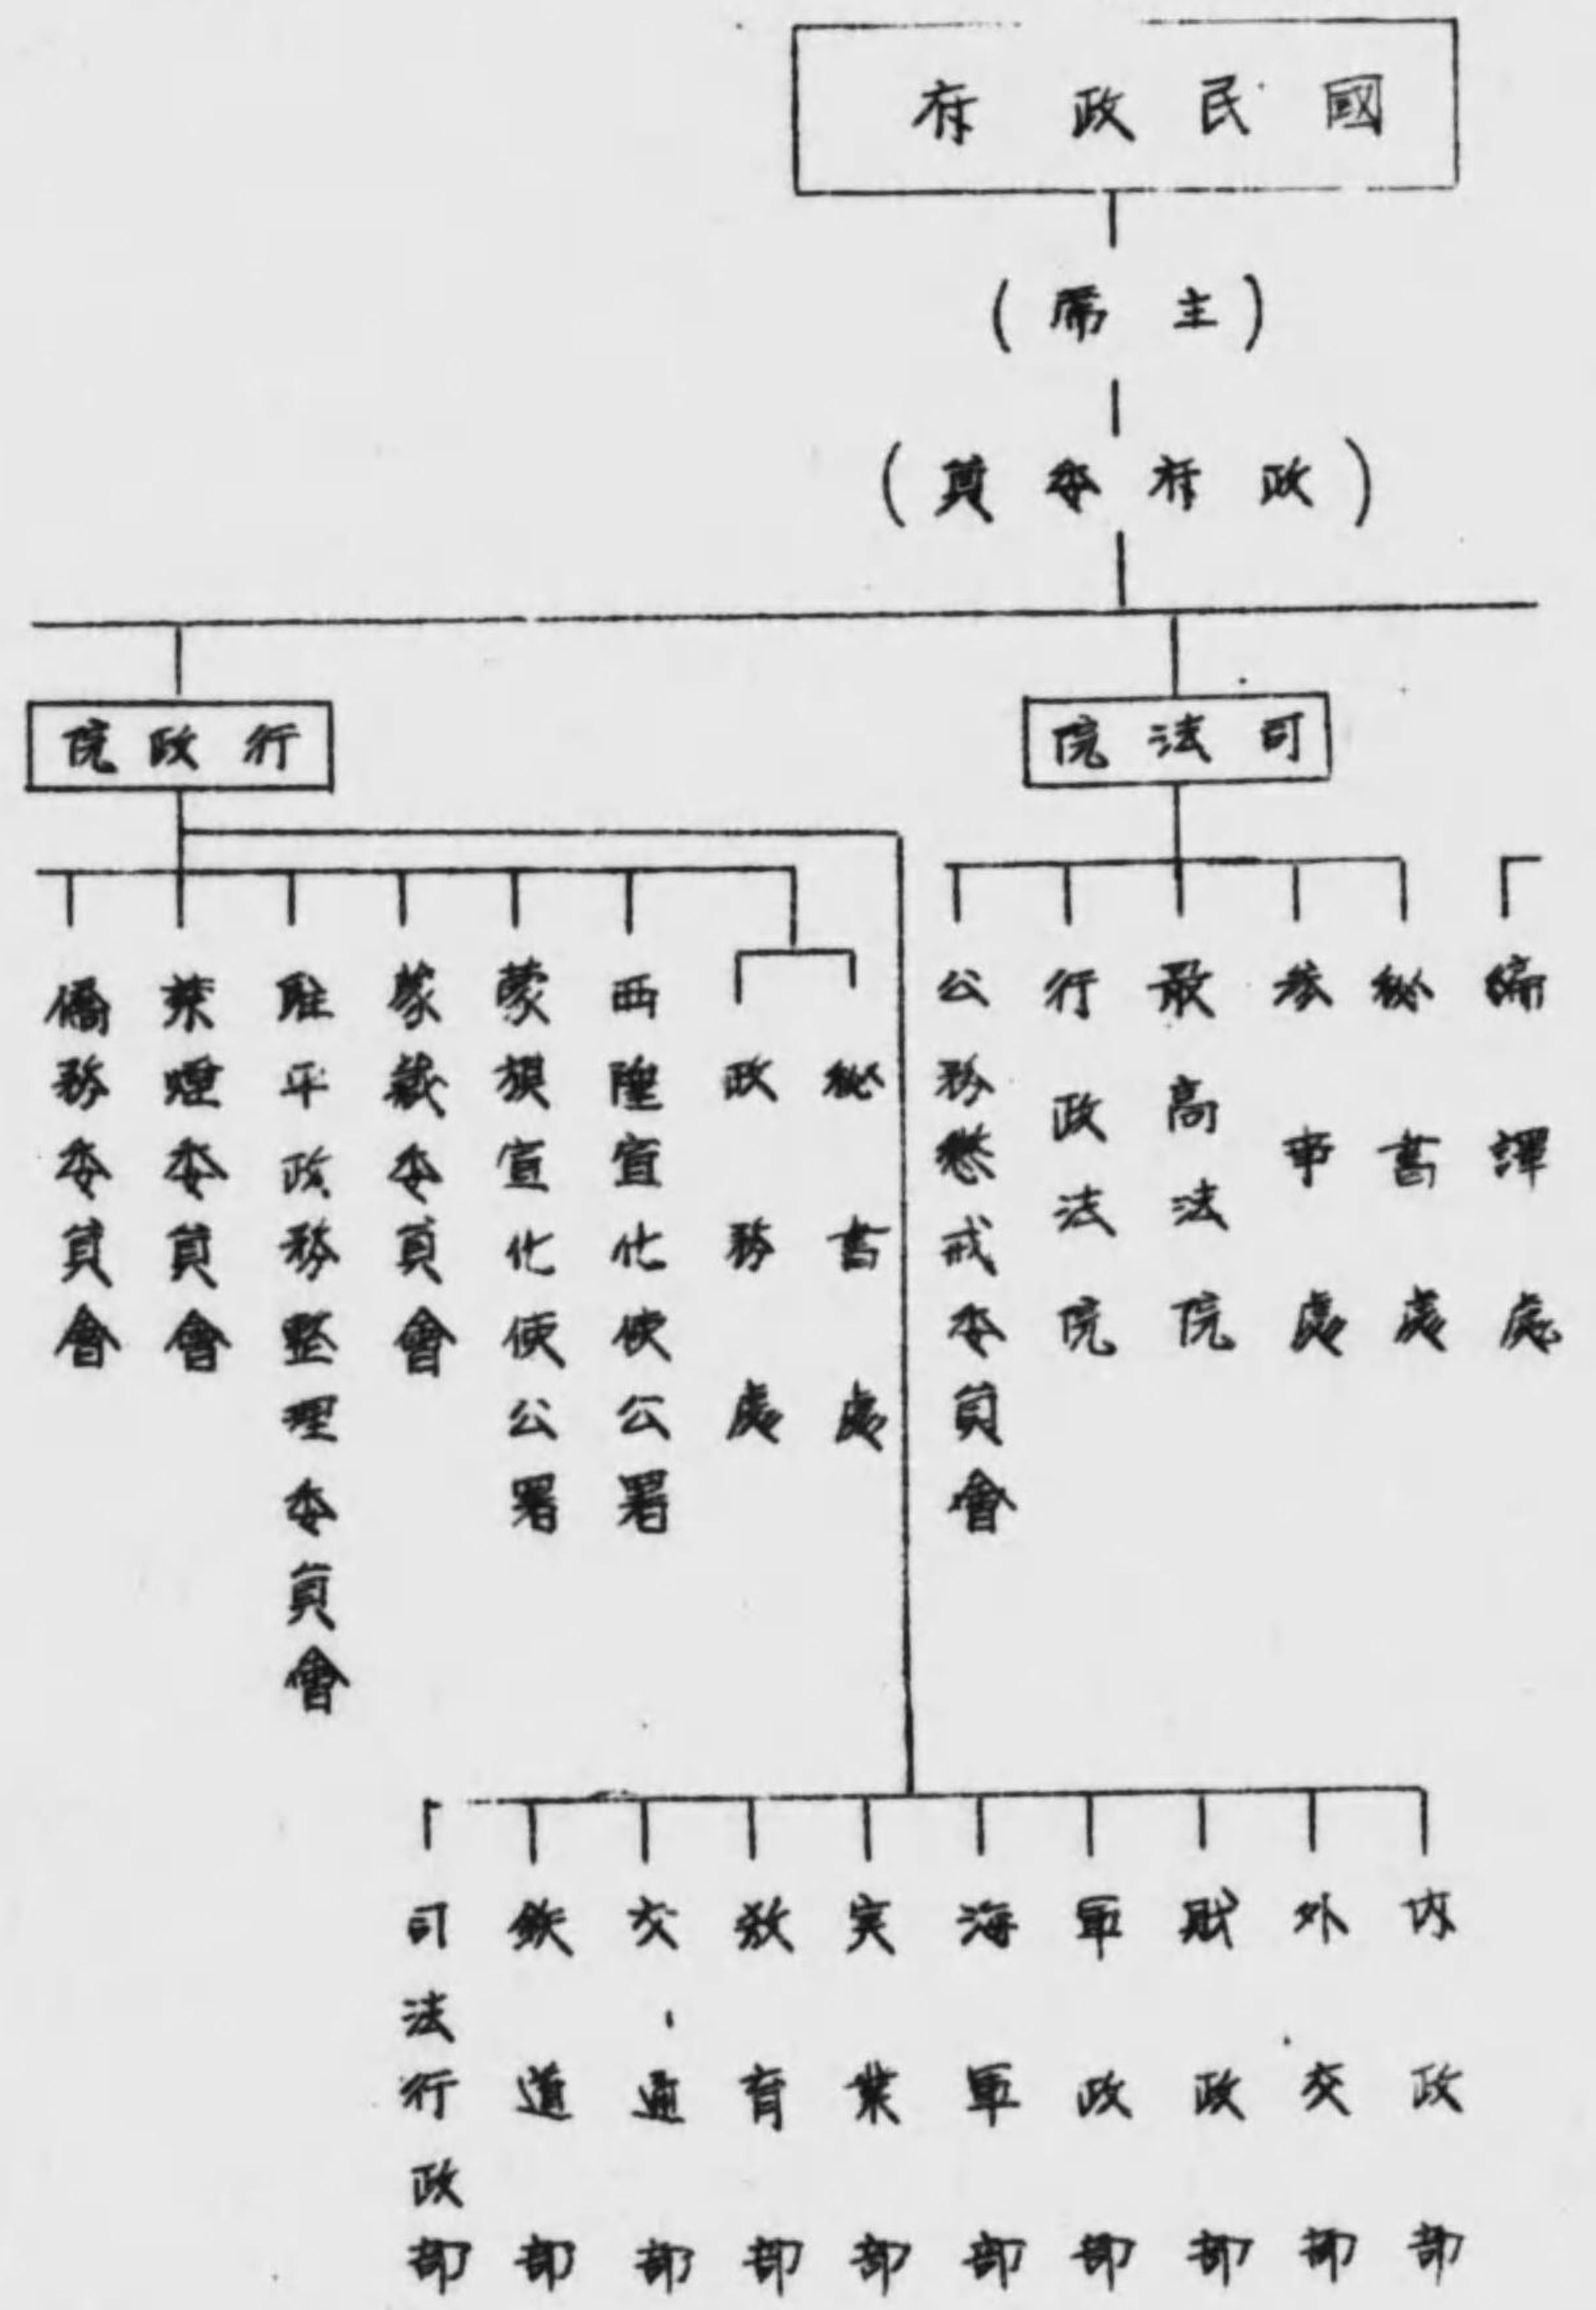 國民政府
(主席)
(政府委員)
司法院
行政院
編譯處
秘書處
參事處
最高法院
行政法院
公務懲戒委員會
秘書處
政務處
西陲宣化使公署
蒙旗宣化使公署
蒙藏委員會
駐平政務整理委員會
禁煙委員會
僑務委員會
内政部
外交部
財政部
軍政部
海軍部
実業部
教育部
交通部
鉄道部
司法行政部